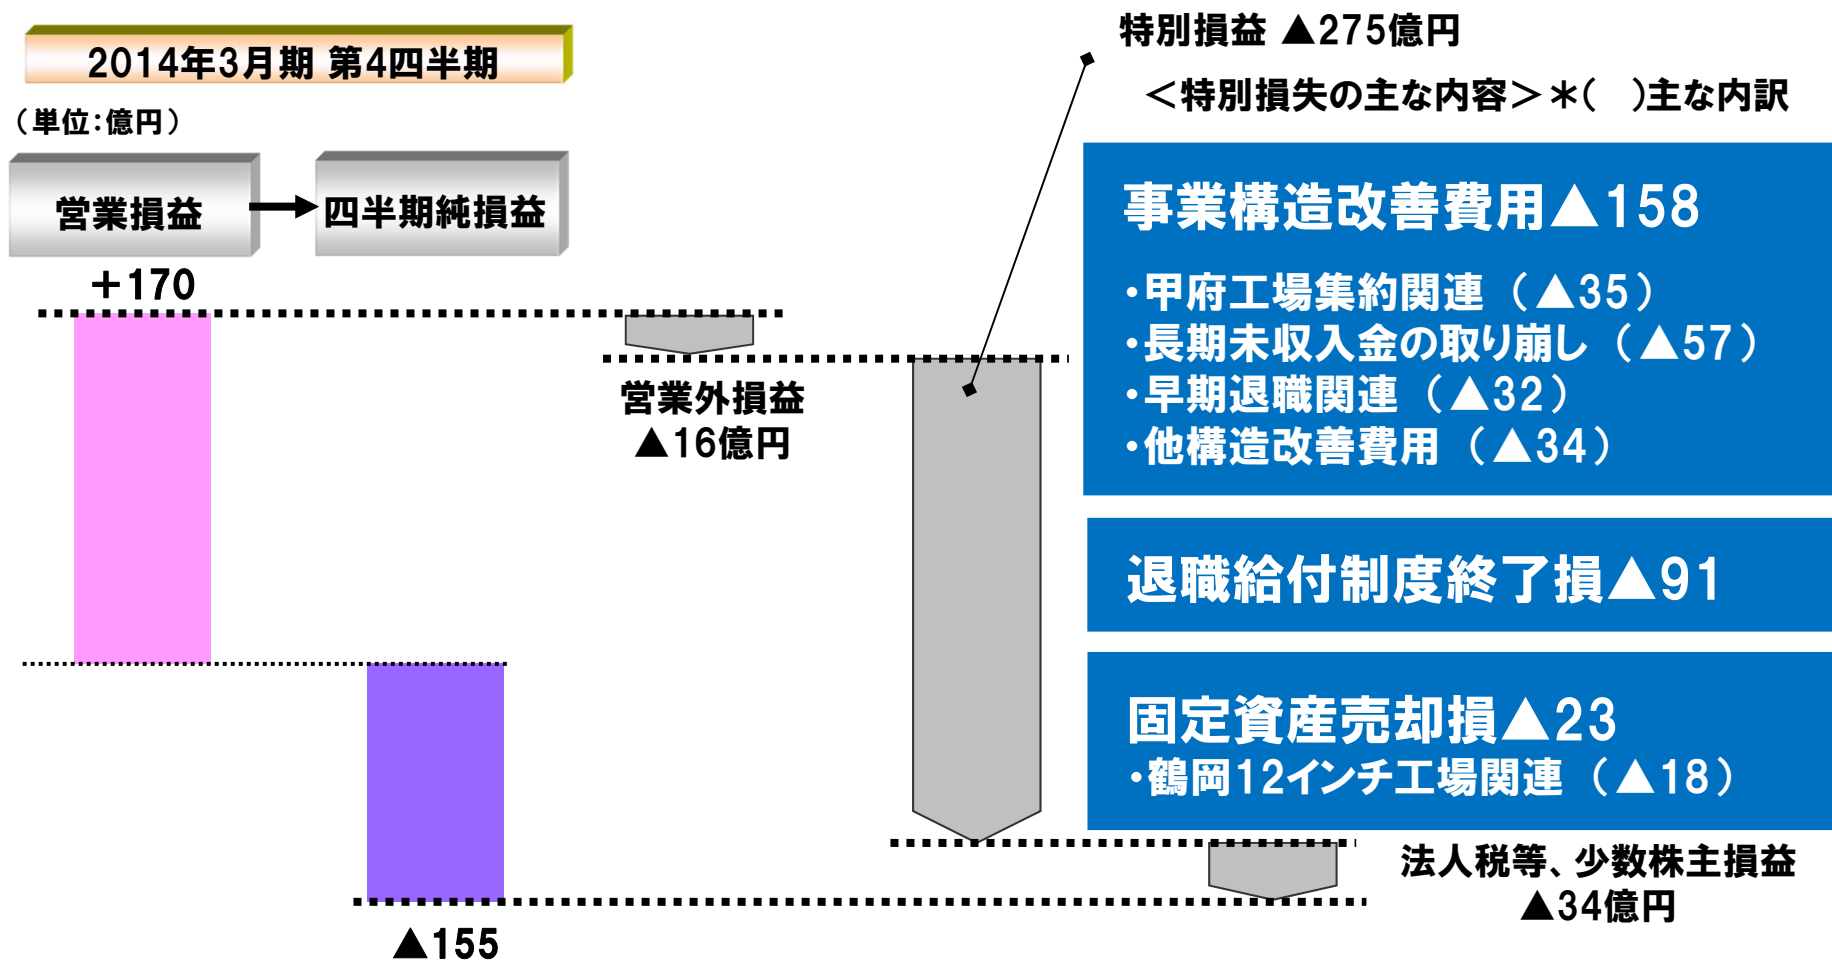 2014年3月期 第4四半期
（単位：億円）
営業損益
四半期純損益
＋170
営業外損益
▲16億円
▲155
特別損益 ▲275億円
＜特別損失の主な内容＞＊(　)主な内訳
事業構造改善費用▲158
・甲府工場集約関連（▲35）
・長期未収入金の取り崩し（▲57）
・早期退職関連（▲32）
・他構造改善費用（▲34）
退職給付制度終了損▲91
固定資産売却損▲23
・鶴岡12インチ工場関連（▲18）
法人税等、少数株主損益
▲34億円